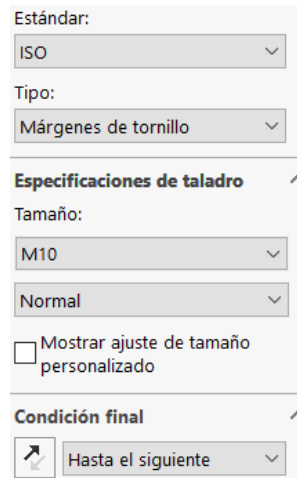 Estándar:
ISO
Tipo:
Márgenes de tornillo
Especificaciones de taladro
Tamaño:
M10
Normal
Mostrar ajuste de tamaño
personalizado
Condición final
Hasta el siguiente